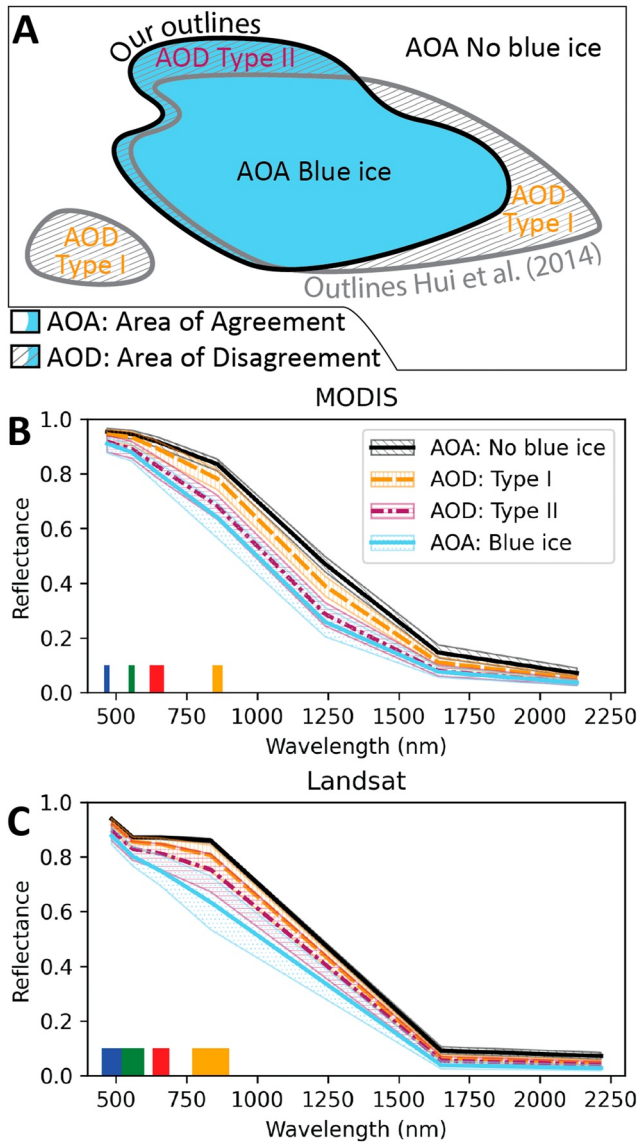 A
Our outlines
AOD Type II
AOA No blue ice
AOA Blue ice
AOD
Type I
AOD
Type I
Outlines Hui et al. (2014)
AOA: Area of Agreement
AOD: Area of Disagreement
MODIS
B
1.0
0.8
0.6
0.4
0.2
0.0
Reflectance
AOA: No blue ice
AOD: Type I
AOD: Type II
AOA: Blue ice
500 750 1000 1250 1500 1750 2000 2250
Wavelength (nm)
Landsat
C
1.0
0.8
0.6
0.4
0.2
0.0
Reflectance
500 750 1000 1250 1500 1750 2000 2250
Wavelength (nm)